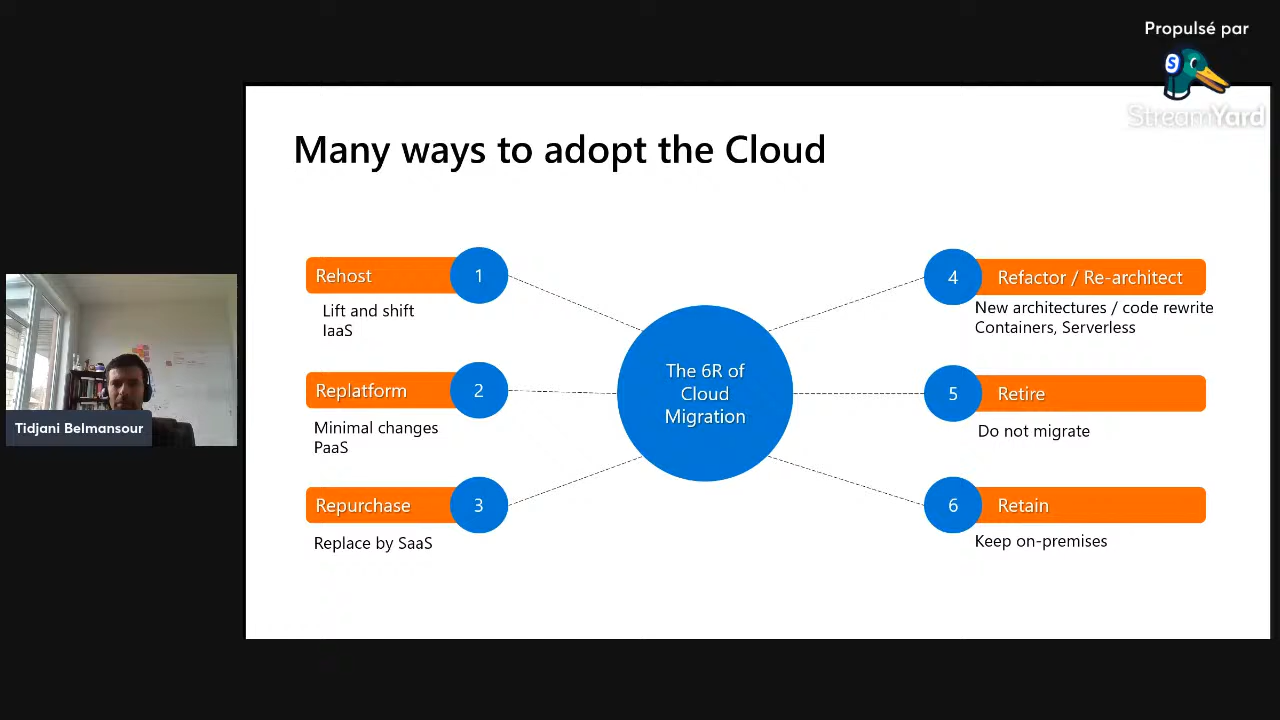 Propulsé par
S
StreamYard
Many ways to adopt the Cloud
Rehost
1
Lift and shift
IaaS
Replatform
2
Minimal changes
PaaS
Repurchase
3
Replace by SaaS
The 6R of
Cloud
Migration
4
Refactor / Re-architect
New architectures / code rewrite
Containers, Serverless
5
Retire
Do not migrate
6
Retain
Keep on-premises
Tidjani Belmansour